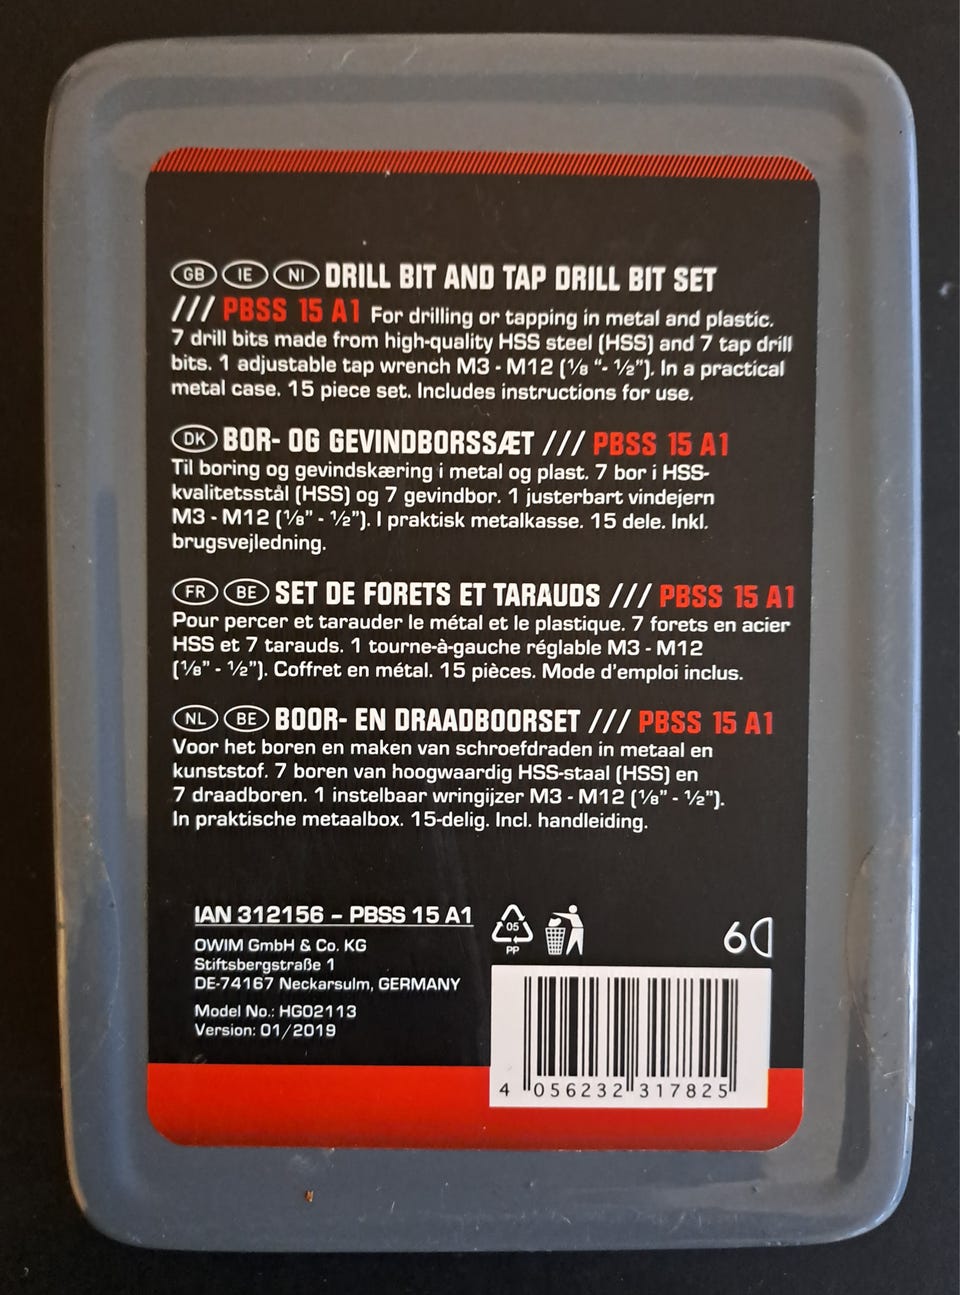 GB IE NI DRILL BIT AND TAP DRILL BIT SET
/// PBSS 15 A1 For drilling or tapping in metal and plastic.
7 drill bits made from high-quality HSS steel (HSS) and 7 tap drill
bits. 1 adjustable tap wrench M3 - M12 (⅛ “- ½”). In a practical
metal case. 15 piece set. Includes instructions for use.
DK BOR- OG GEVINDBORSSÆT /// PBSS 15 A1
Til boring og gevindskæring i metal og plast. 7 bor i HSS-
kvalitetsstål (HSS) og 7 gevindbor. 1 justerbart vindejern
M3 - M12 (⅛” - ½”). I praktisk metalkasse. 15 dele. Inkl.
brugsvejledning.
FR BE SET DE FORETS ET TARAUDS /// PBSS 15 A1
Pour percer et tarauder le métal et le plastique. 7 forets en acier
HSS et 7 tarauds. 1 tourne-à-gauche réglable M3 - M12
(⅛” - ½”). Coffret en métal. 15 pièces. Mode d’emploi inclus.
NL BE BOOR- EN DRAADBOORSET /// PBSS 15 A1
Voor het boren en maken van schroefdraden in metaal en
kunststof. 7 boren van hoogwaardig HSS-staal (HSS) en
7 draadboren. 1 instelbaar wringijzer M3 - M12 (⅛” - ½”).
In praktische metaalbox. 15-delig. Incl. handleiding.
IAN 312156 – PBSS 15 A1
OWIM GmbH & Co. KG
Stiftsbergstraße 1
DE-74167 Neckarsulm, GERMANY
Model No.: HG02113
Version: 01/2019
05
PP
6
4 056232 317825